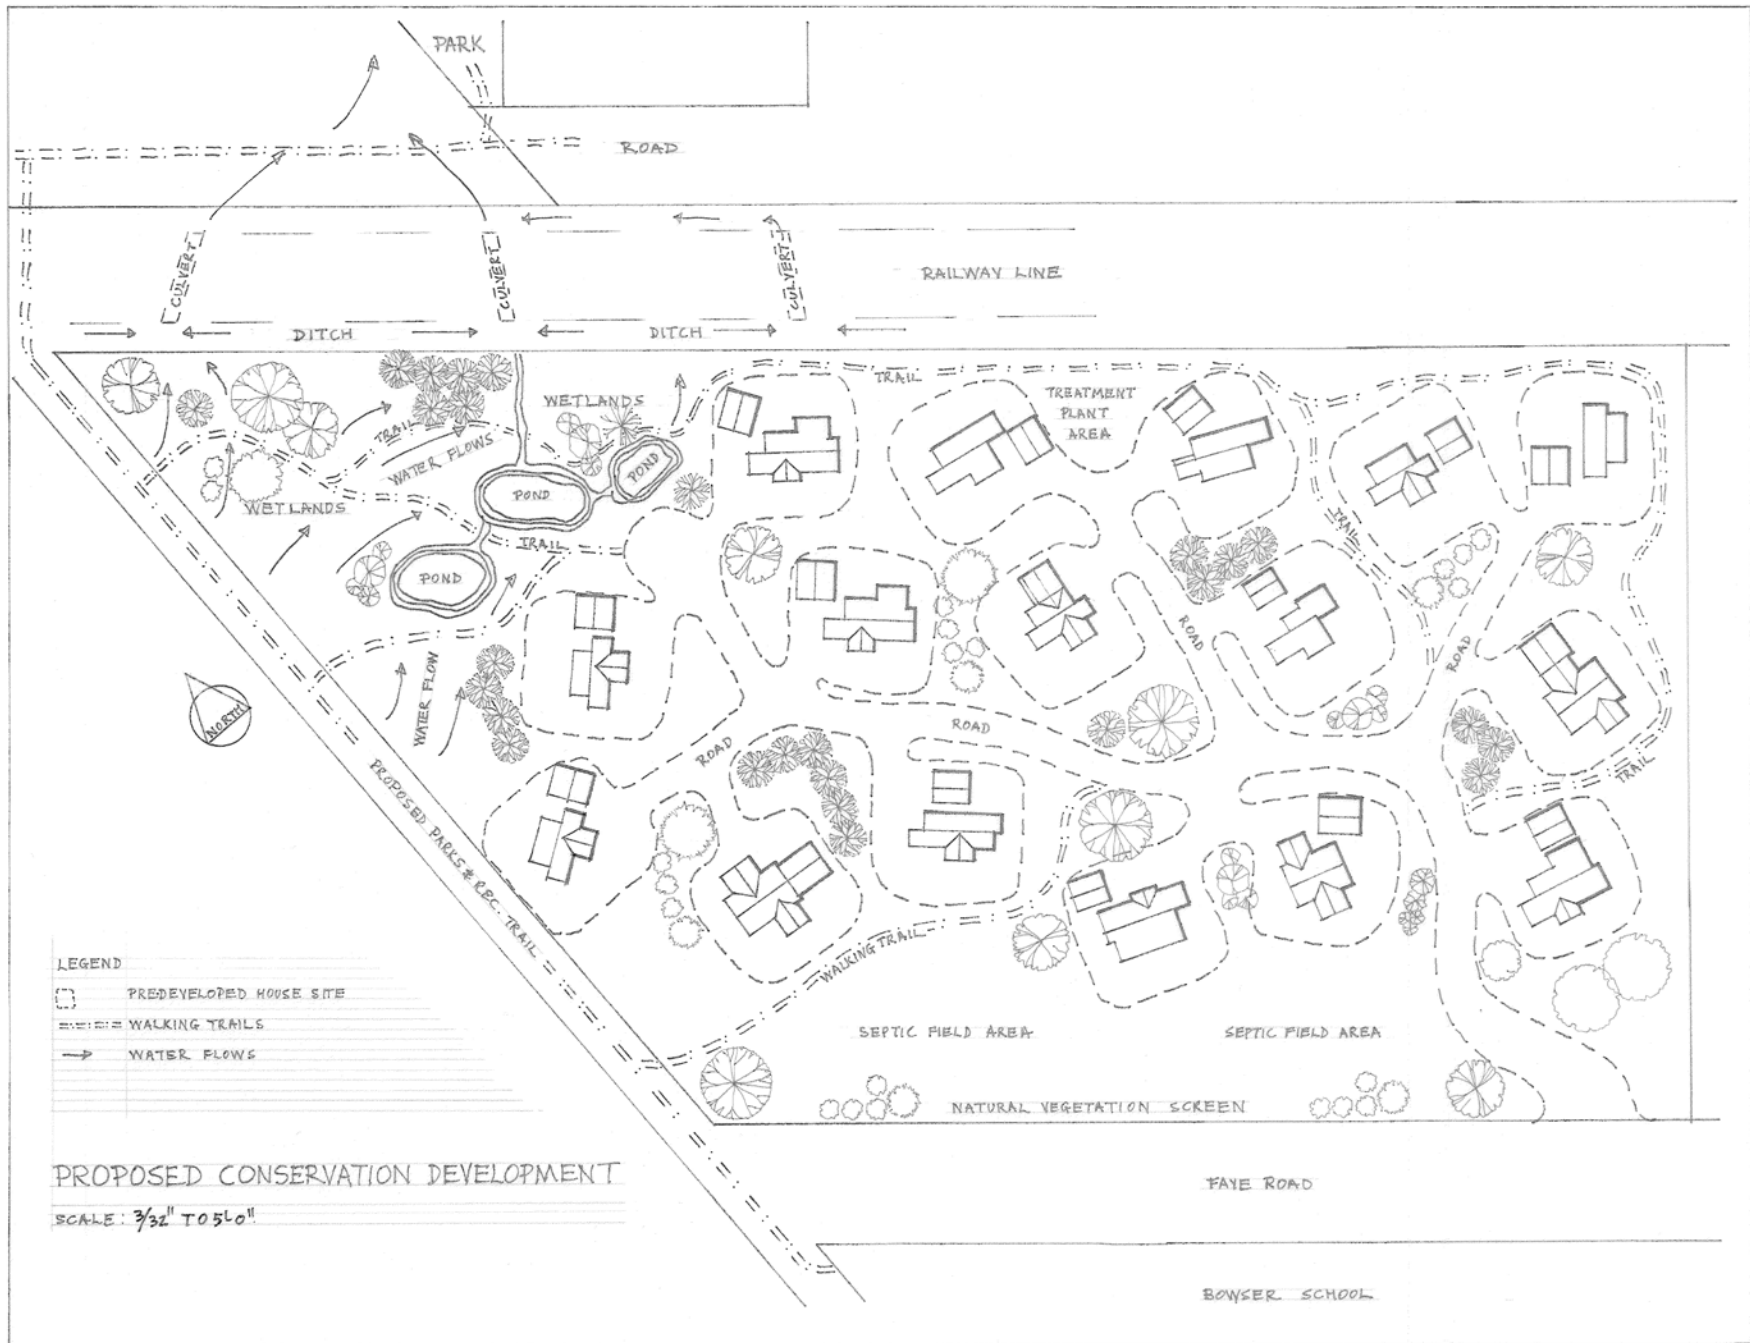 PARK
ROAD
CULVERT
CULVERT
CULVERT
RAILWAY LINE
DITCH
DITCH
TRAIL
WETLANDS
TREATMENT
PLANT
AREA
TRAIL
WATER FLOWS
POND
POND
WETLANDS
TRAIL
TRAIL
POND
ROAD
ROAD
WATER FLOW
NORTH
ROAD
ROAD
TRAIL
PROPOSED PARKS & REC. TRAIL
WALKING TRAIL
LEGEND
PREDEVELOPED HOUSE SITE
WALKING TRAILS
WATER FLOWS
SEPTIC FIELD AREA
SEPTIC FIELD AREA
NATURAL VEGETATION SCREEN
PROPOSED CONSERVATION DEVELOPMENT
SCALE: 3/32" TO 5'-0"
FAYE ROAD
BOWSER SCHOOL